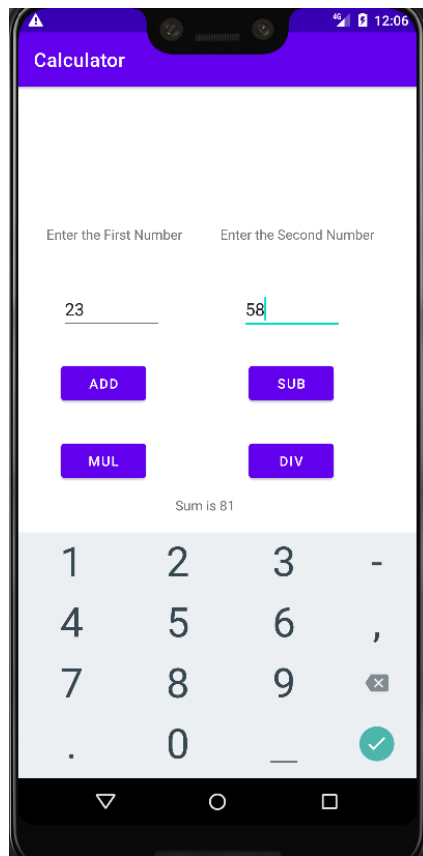 4G 12:06
Calculator
Enter the First Number Enter the Second Number
23 58
ADD SUB
MUL DIV
Sum is 81
1 2 3 -
4 5 6 ,
7 8 9
. 0 _